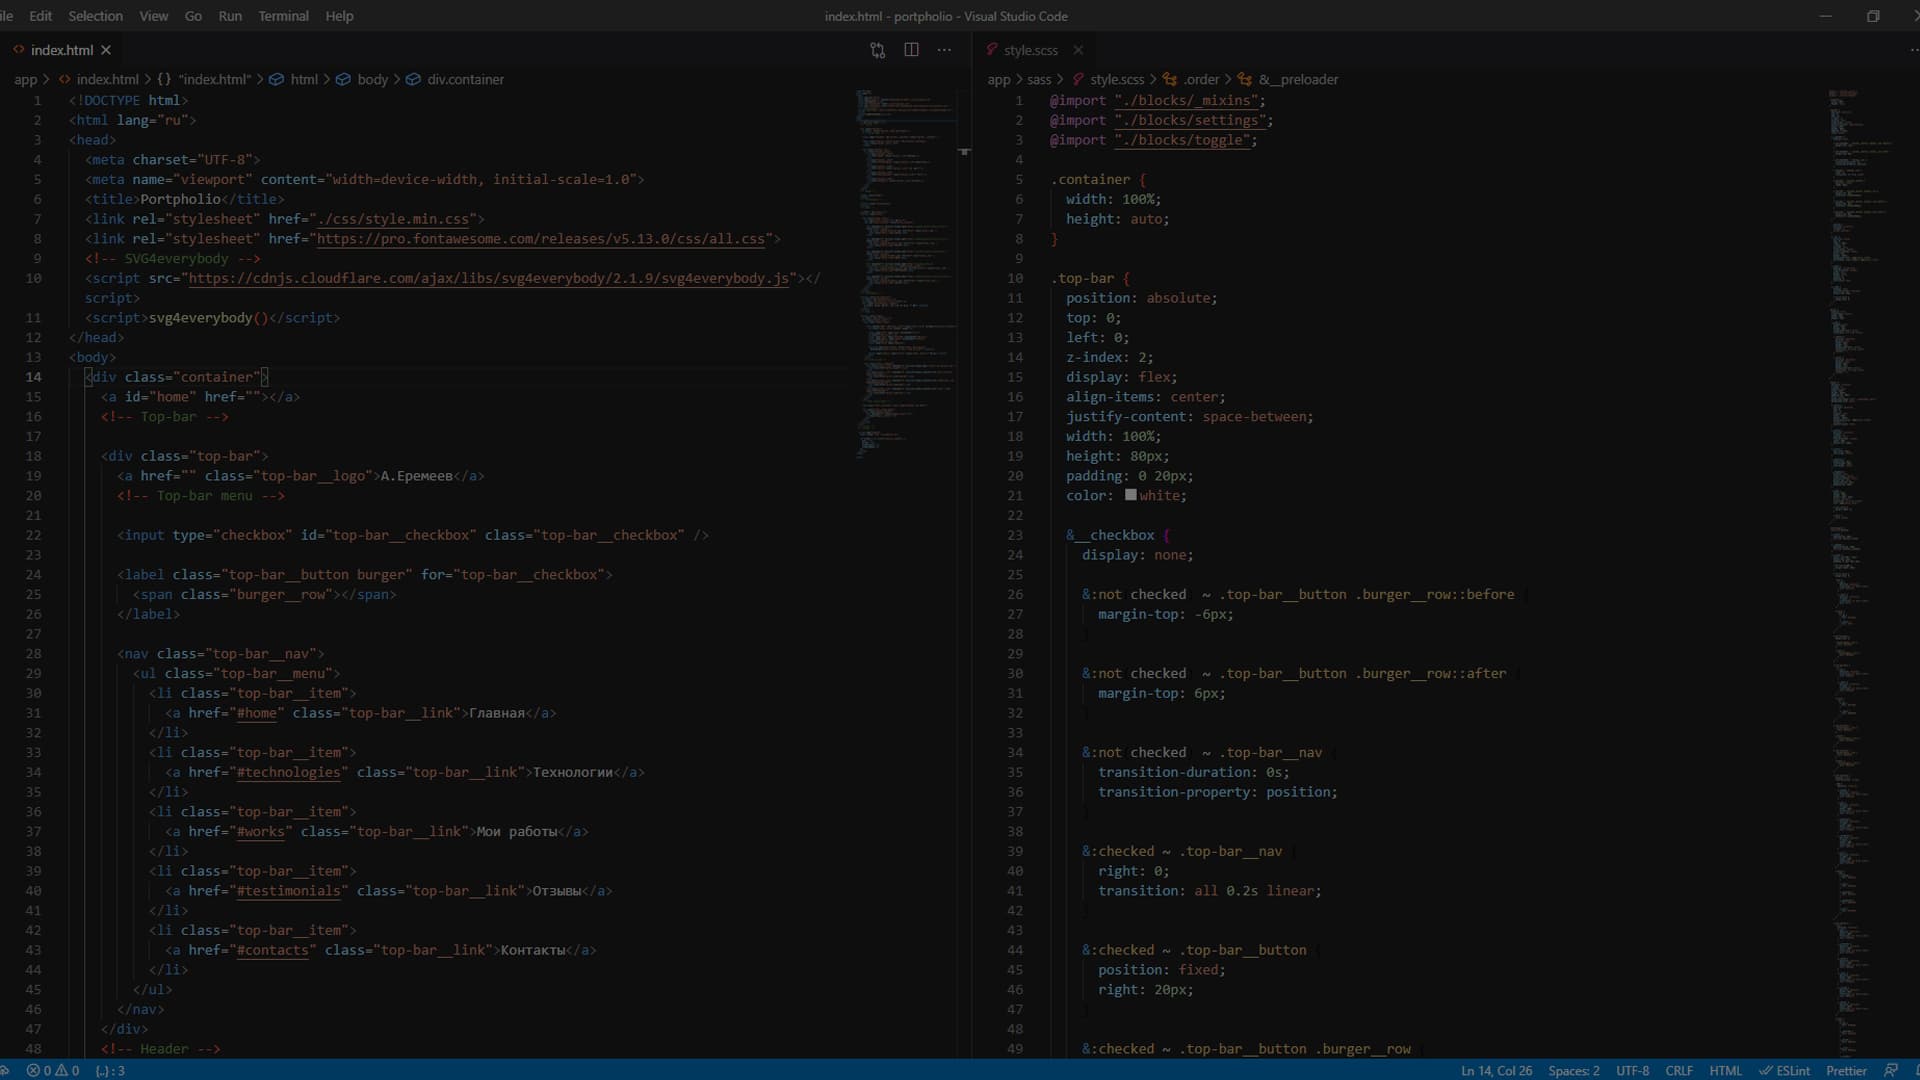 ile Edit Selection View Go Run Terminal Help
index.html - portpholio - Visual Studio Code
index.html
app > index.html > {} "index.html" > html > body > div.container
1 <!DOCTYPE html>
2 <html lang="ru">
3 <head>
4 <meta charset="UTF-8">
5 <meta name="viewport" content="width=device-width, initial-scale=1.0">
6 <title>Portpholio</title>
7 <link rel="stylesheet" href="./css/style.min.css">
8 <link rel="stylesheet" href="https://pro.fontawesome.com/releases/v5.13.0/css/all.css">
9 <!-- SVG4everybody -->
10 <script src="https://cdnjs.cloudflare.com/ajax/libs/svg4everybody/2.1.9/svg4everybody.js"></
script>
11 <script>svg4everybody()</script>
12 </head>
13 <body>
14 <div class="container">
15 <a id="home" href=""></a>
16 <!-- Top-bar -->
17
18 <div class="top-bar">
19 <a href="" class="top-bar__logo">А.Еремеев</a>
20 <!-- Top-bar menu -->
21
22 <input type="checkbox" id="top-bar__checkbox" class="top-bar__checkbox" />
23
24 <label class="top-bar__button burger" for="top-bar__checkbox">
25 <span class="burger__row"></span>
26 </label>
27
28 <nav class="top-bar__nav">
29 <ul class="top-bar__menu">
30 <li class="top-bar__item">
31 <a href="#home" class="top-bar__link">Главная</a>
32 </li>
33 <li class="top-bar__item">
34 <a href="#technologies" class="top-bar__link">Технологии</a>
35 </li>
36 <li class="top-bar__item">
37 <a href="#works" class="top-bar__link">Мои работы</a>
38 </li>
39 <li class="top-bar__item">
40 <a href="#testimonials" class="top-bar__link">Отзывы</a>
41 </li>
42 <li class="top-bar__item">
43 <a href="#contacts" class="top-bar__link">Контакты</a>
44 </li>
45 </ul>
46 </nav>
47 </div>
48 <!-- Header -->
style.scss
app > sass > style.scss > .order > &__preloader
1 @import "./blocks/_mixins";
2 @import "./blocks/settings";
3 @import "./blocks/toggle";
4
5 .container {
6 width: 100%;
7 height: auto;
8 }
9
10 .top-bar {
11 position: absolute;
12 top: 0;
13 left: 0;
14 z-index: 2;
15 display: flex;
16 align-items: center;
17 justify-content: space-between;
18 width: 100%;
19 height: 80px;
20 padding: 0 20px;
21 color: white;
22
23 &__checkbox {
24 display: none;
25
26 &:not checked ~ .top-bar__button .burger__row::before
27 margin-top: -6px;
28
29
30 &:not checked ~ .top-bar__button .burger__row::after
31 margin-top: 6px;
32
33
34 &:not checked ~ .top-bar__nav
35 transition-duration: 0s;
36 transition-property: position;
37
38
39 &:checked ~ .top-bar__nav
40 right: 0;
41 transition: all 0.2s linear;
42
43
44 &:checked ~ .top-bar__button
45 position: fixed;
46 right: 20px;
47
48
49 &:checked ~ .top-bar__button .burger__row
0 0 {..} : 3
Ln 14, Col 26 Spaces: 2 UTF-8 CRLF HTML ESLint Prettier